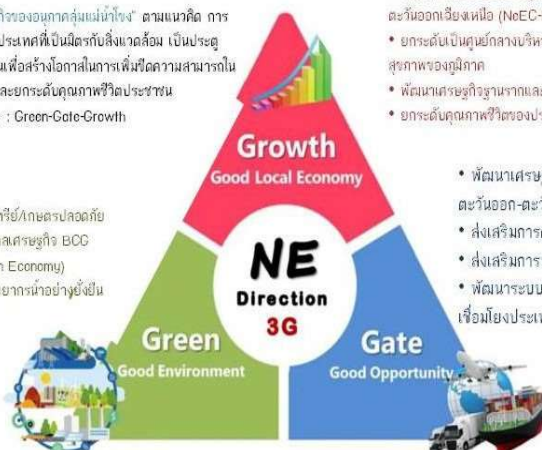 ของอนุภาคลุ่มแม่น้ำโขง" ตามแนวคิด การ
ประเทศที่เป็นมิตรกับสิ่งแวดล้อม เป็นประตู
เพื่อสร้างโอกาสในการเพิ่มขีดความสามารถใน
ละยกระดับคุณภาพชีวิตประชาชน
: Green-Gate-Growth
ตะวันออกเฉียงเหนือ (NeEC-
• ยกระดับเป็นศูนย์กลางบริห
สุขภาพของภูมิภาค
• พัฒนาเศรษฐกิจฐานรากและ
• ยกระดับคุณภาพชีวิตของปร
Growth
Good Local Economy
• พัฒนาเศรษฐ
ตะวันออก-ตะวั
• ส่งเสริมการ
• ส่งเสริมการ
• พัฒนาระบบ
เชื่อมโยงประเท
รีย์/เกษตรปลอดภัย
ลเศรษฐกิจ BCG
n Economy)
ยากรน้ำอย่างยั่งยืน
NE
Direction
3G
Green
Good Environment
Gate
Good Opportunity